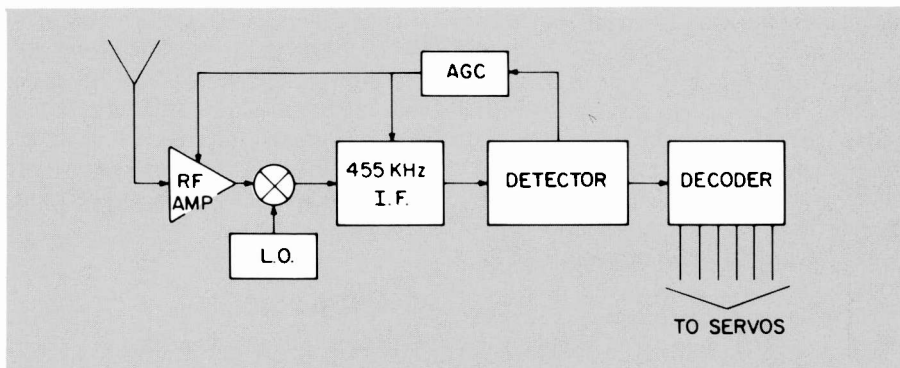 AGC
RF
AMP
455 KHz
I.F.
DETECTOR
DECODER
L.O.
TO SERVOS